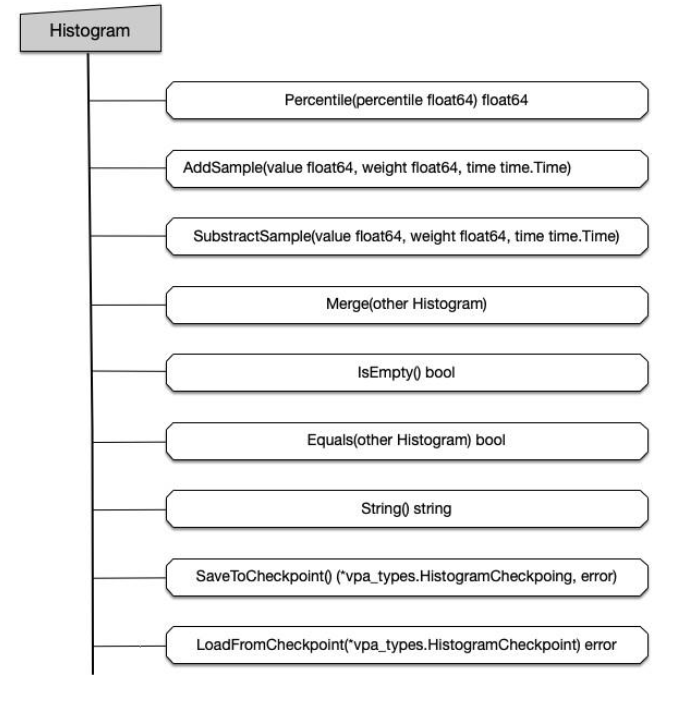 Histogram
Percentile(percentile float64) float64
AddSample(value float64, weight float64, time time.Time)
SubstractSample(value float64, weight float64, time time.Time)
Merge(other Histogram)
IsEmpty() bool
Equals(other Histogram) bool
String() string
SaveToCheckpoint() (*vpa_types.HistogramCheckpoing, error)
LoadFromCheckpoint(*vpa_types.HistogramCheckpoint) error